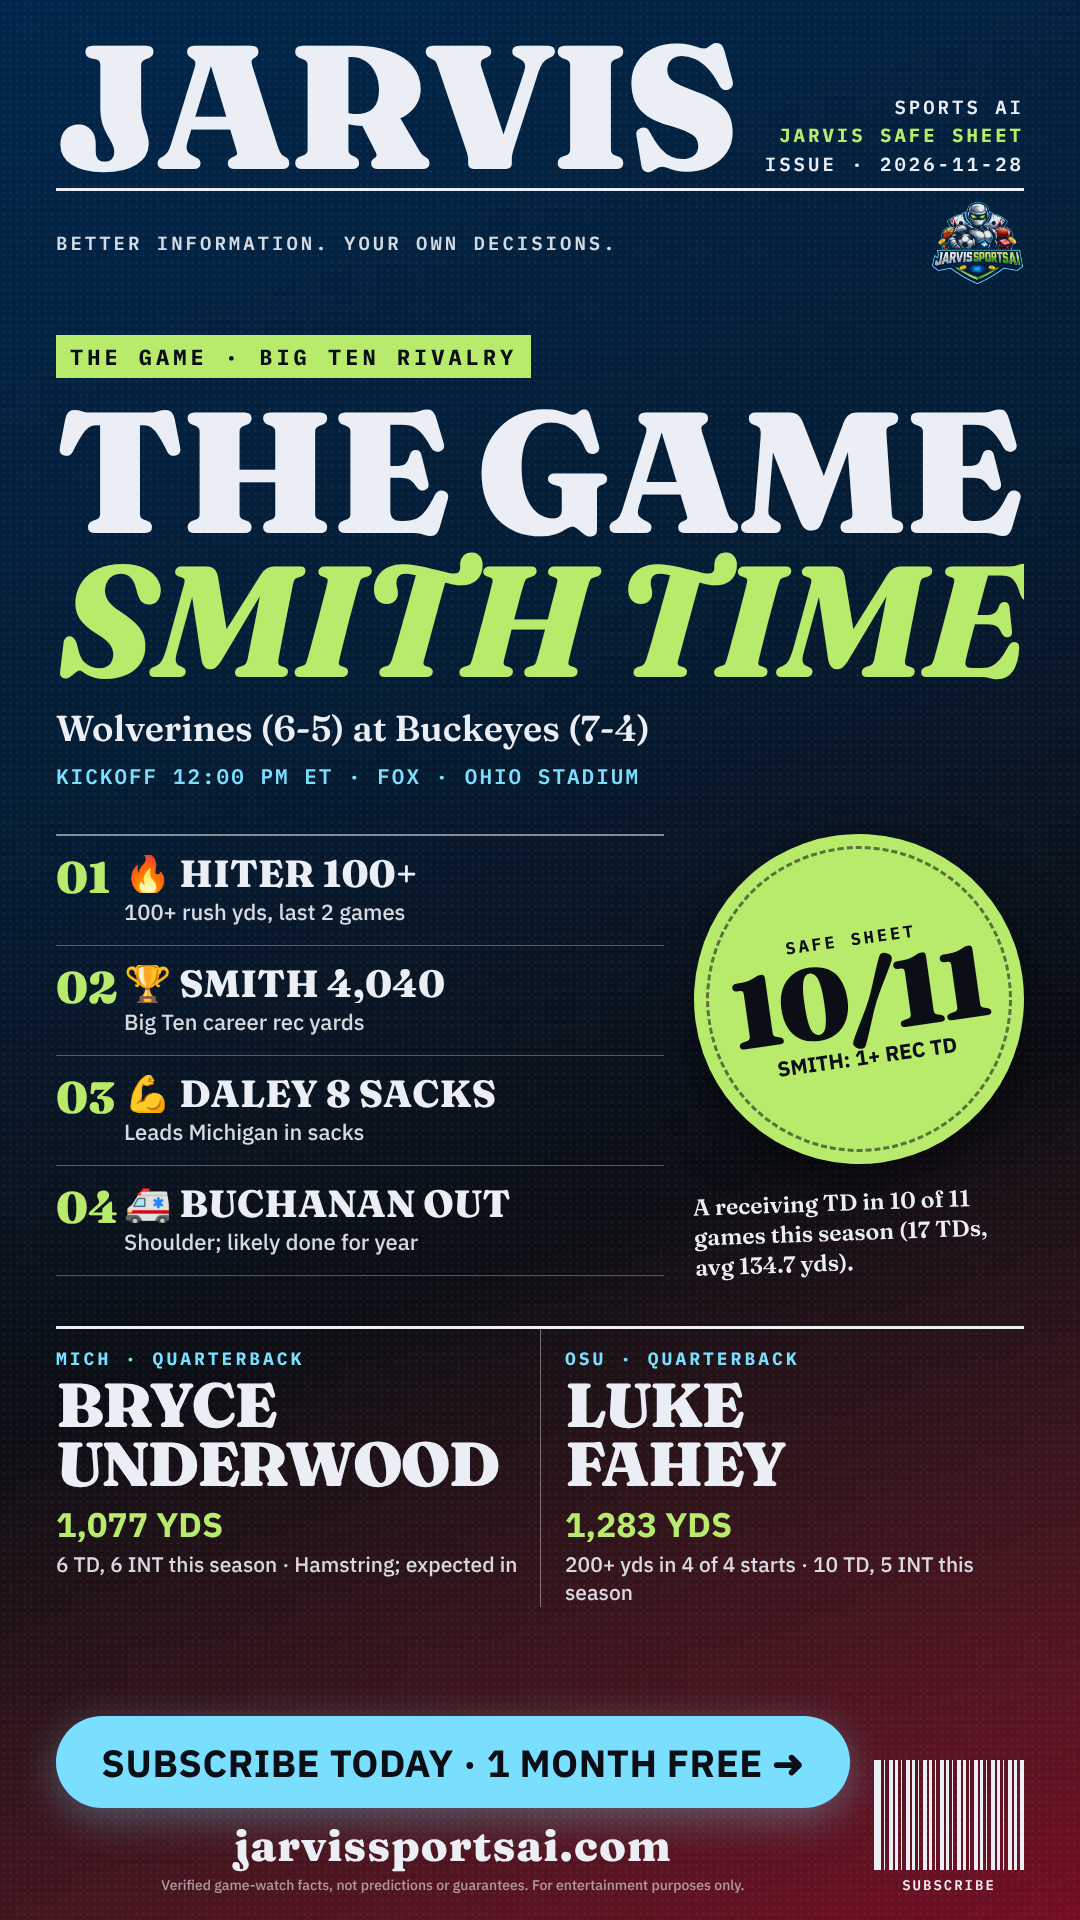 JARVIS
SPORTS AI
JARVIS SAFE SHEET
ISSUE · 2026-11-28
BETTER INFORMATION. YOUR OWN DECISIONS.
JARVISSPORTSAI
THE GAME · BIG TEN RIVALRY
THE GAME
SMITH TIME
Wolverines (6-5) at Buckeyes (7-4)
KICKOFF 12:00 PM ET · FOX · OHIO STADIUM
01 🔥 HITER 100+
100+ rush yds, last 2 games
02 🏆 SMITH 4,040
Big Ten career rec yards
03 💪 DALEY 8 SACKS
Leads Michigan in sacks
04 🚑 BUCHANAN OUT
Shoulder; likely done for year
SAFE SHEET
10/11
SMITH: 1+ REC TD
A receiving TD in 10 of 11
games this season (17 TDs,
avg 134.7 yds).
MICH · QUARTERBACK
BRYCE
UNDERWOOD
1,077 YDS
6 TD, 6 INT this season · Hamstring; expected in
OSU · QUARTERBACK
LUKE
FAHEY
1,283 YDS
200+ yds in 4 of 4 starts · 10 TD, 5 INT this
season
SUBSCRIBE TODAY · 1 MONTH FREE ➜
jarvissportsai.com
Verified game-watch facts, not predictions or guarantees. For entertainment purposes only.
SUBSCRIBE